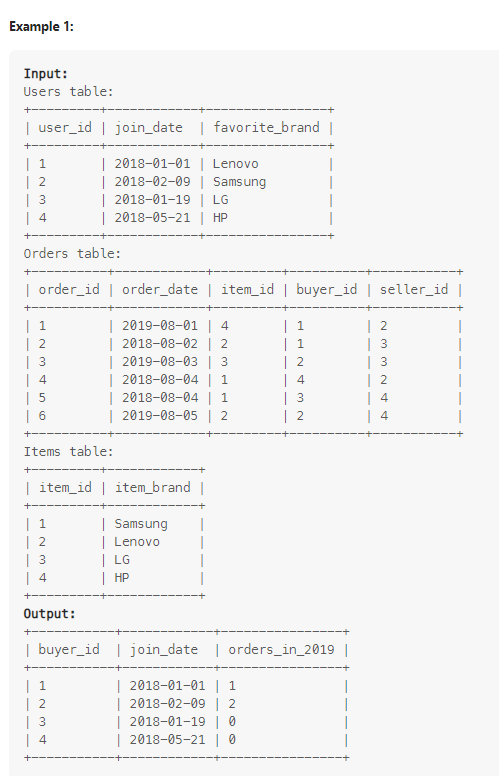 Example 1:
Input:
Users table:
+---------+------------+----------------+
| user_id | join_date  | favorite_brand |
+---------+------------+----------------+
| 1       | 2018-01-01 | Lenovo         |
| 2       | 2018-02-09 | Samsung        |
| 3       | 2018-01-19 | LG             |
| 4       | 2018-05-21 | HP             |
+---------+------------+----------------+
Orders table:
+----------+------------+---------+----------+-----------+
| order_id | order_date | item_id | buyer_id | seller_id |
+----------+------------+---------+----------+-----------+
| 1        | 2019-08-01 | 4       | 1        | 2         |
| 2        | 2018-08-02 | 2       | 1        | 3         |
| 3        | 2019-08-03 | 3       | 2        | 3         |
| 4        | 2018-08-04 | 1       | 4        | 2         |
| 5        | 2018-08-04 | 1       | 3        | 4         |
| 6        | 2019-08-05 | 2       | 2        | 4         |
+----------+------------+---------+----------+-----------+
Items table:
+---------+------------+
| item_id | item_brand |
+---------+------------+
| 1       | Samsung    |
| 2       | Lenovo     |
| 3       | LG         |
| 4       | HP         |
+---------+------------+
Output:
+-----------+------------+----------------+
| buyer_id  | join_date  | orders_in_2019 |
+-----------+------------+----------------+
| 1         | 2018-01-01 | 1              |
| 2         | 2018-02-09 | 2              |
| 3         | 2018-01-19 | 0              |
| 4         | 2018-05-21 | 0              |
+-----------+------------+----------------+